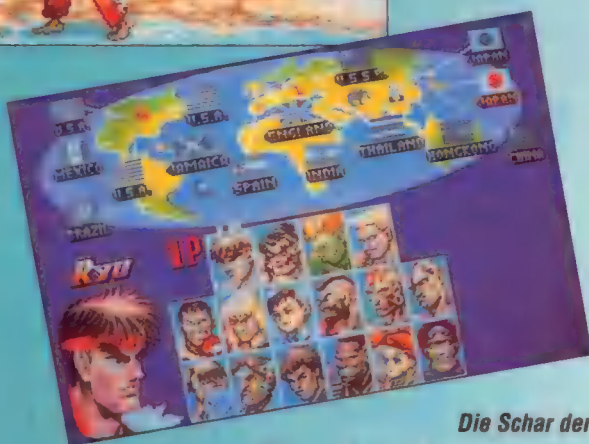 U.S.S.R.
JAPAN
U.S.A.
U.S.A.
JAPAN
ENGLAND
MEXICO
JAMAICA
THAILAND
HONGKONG
CHINA
U.S.A.
SPAIN
INDIA
BRAZIL
Ryu
1P
Die Schar der